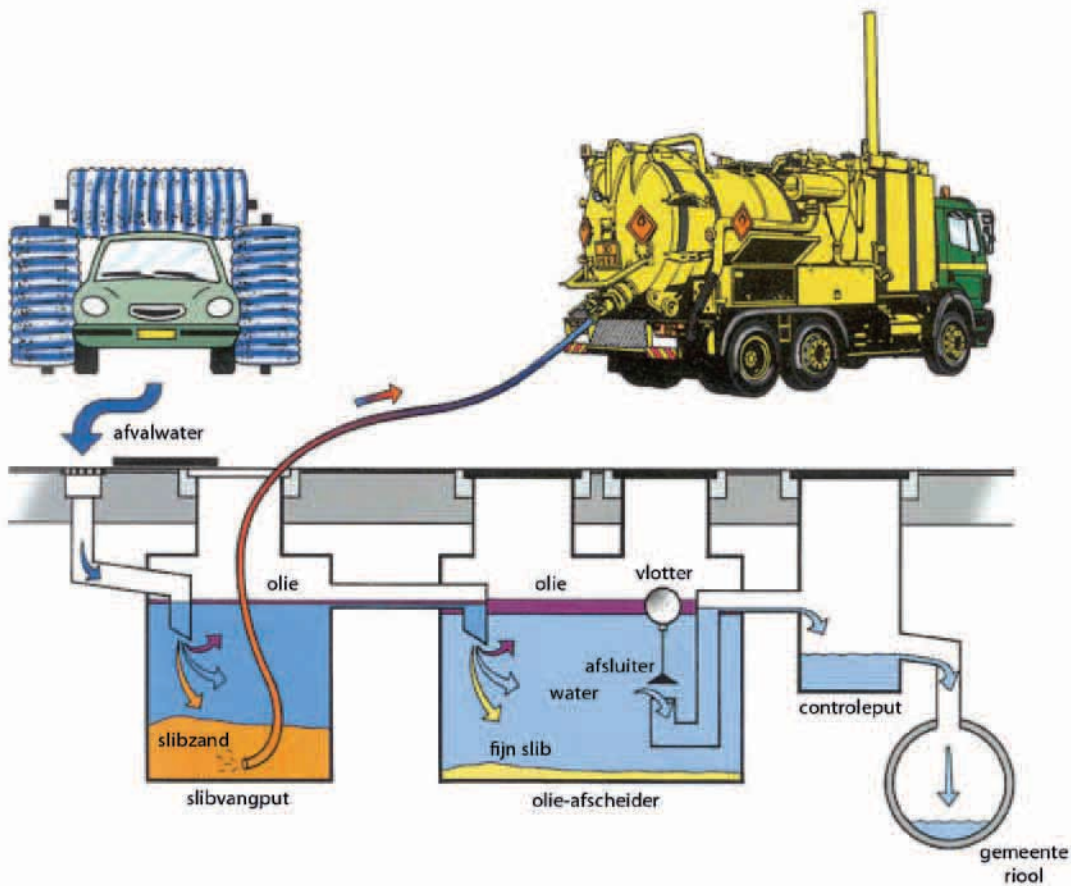 afvalwater
olie
olie
vlotter
afsluiter
water
controleput
slibzand
fijn slib
slibvangput
olie-afscheider
gemeente
riool